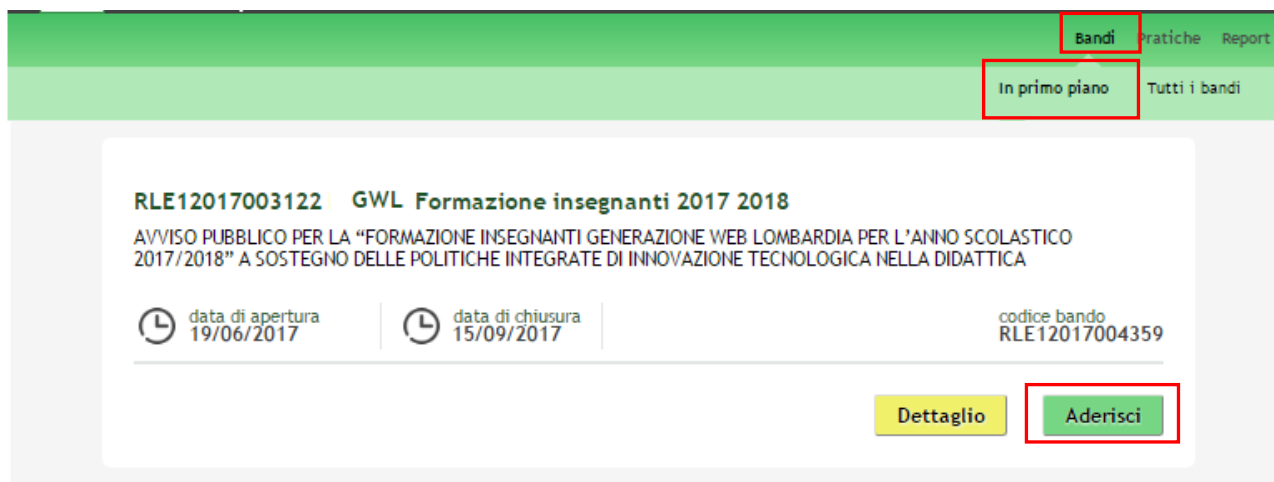 Bandi Pratiche Report
In primo piano Tutti i bandi
RLE12017003122 GWL Formazione insegnanti 2017 2018
AVVISO PUBBLICO PER LA “FORMAZIONE INSEGNANTI GENERAZIONE WEB LOMBARDIA PER L’ANNO SCOLASTICO
2017/2018” A SOSTEGNO DELLE POLITICHE INTEGRATE DI INNOVAZIONE TECNOLOGICA NELLA DIDATTICA
data di apertura
19/06/2017
data di chiusura
15/09/2017
codice bando
RLE12017004359
Dettaglio Aderisci